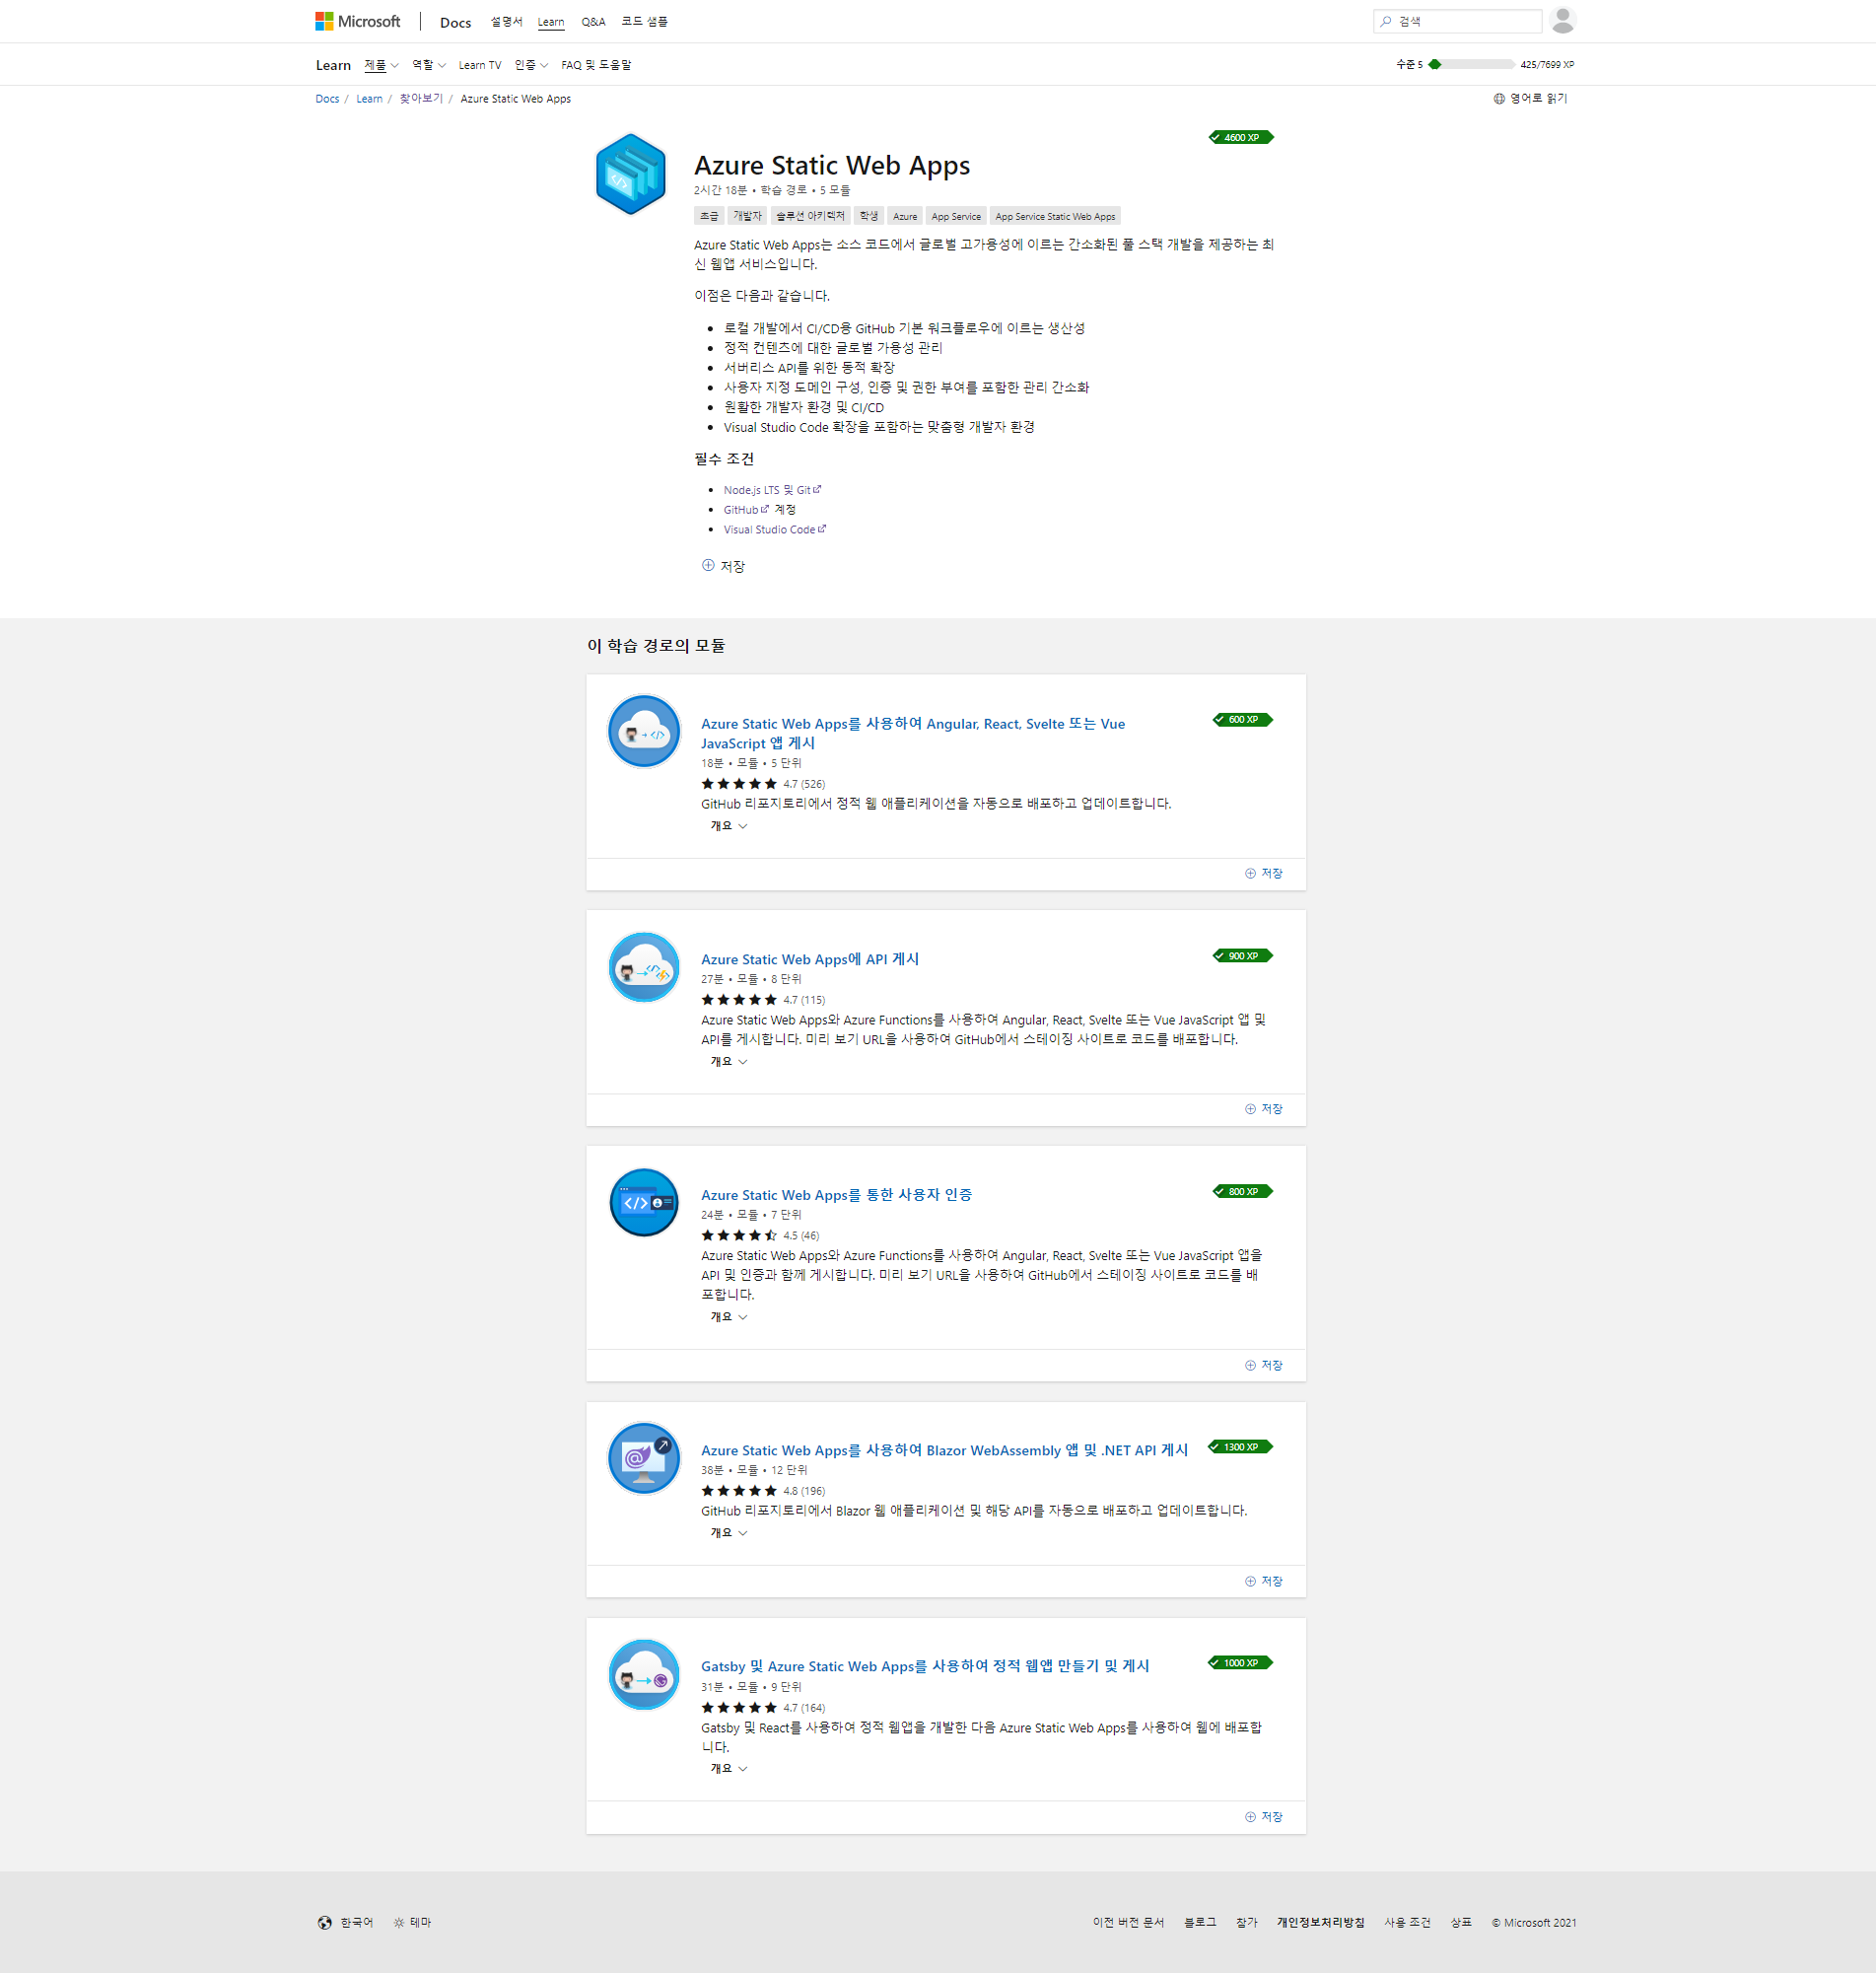 Microsoft
Docs
설명서
Learn
Q&A
코드 샘플
검색
Learn
제품
역할
Learn TV
인증
FAQ 및 도움말
수준 5
425/7699 XP
Docs / Learn / 찾아보기 / Azure Static Web Apps
영어로 읽기
4600 XP
Azure Static Web Apps
2시간 18분 • 학습 경로 • 5 모듈
초급
개발자
솔루션 아키텍처
학생
Azure
App Service
App Service Static Web Apps
Azure Static Web Apps는 소스 코드에서 글로벌 고가용성에 이르는 간소화된 풀 스택 개발을 제공하는 최
신 웹앱 서비스입니다.
이점은 다음과 같습니다.
• 로컬 개발에서 CI/CD용 GitHub 기본 워크플로우에 이르는 생산성
• 정적 컨텐츠에 대한 글로벌 가용성 관리
• 서버리스 API를 위한 동적 확장
• 사용자 지정 도메인 구성, 인증 및 권한 부여를 포함한 관리 간소화
• 원활한 개발자 환경 및 CI/CD
• Visual Studio Code 확장을 포함하는 맞춤형 개발자 환경
필수 조건
• Node.js LTS 및 Git
• GitHub 계정
• Visual Studio Code
저장
이 학습 경로의 모듈
600 XP
Azure Static Web Apps를 사용하여 Angular, React, Svelte 또는 Vue
JavaScript 앱 게시
18분 • 모듈 • 5 단위
4.7 (526)
GitHub 리포지토리에서 정적 웹 애플리케이션을 자동으로 배포하고 업데이트합니다.
개요
저장
900 XP
Azure Static Web Apps에 API 게시
27분 • 모듈 • 8 단위
4.7 (115)
Azure Static Web Apps와 Azure Functions를 사용하여 Angular, React, Svelte 또는 Vue JavaScript 앱 및
API를 게시합니다. 미리 보기 URL을 사용하여 GitHub에서 스테이징 사이트로 코드를 배포합니다.
개요
저장
800 XP
Azure Static Web Apps를 통한 사용자 인증
24분 • 모듈 • 7 단위
4.5 (46)
Azure Static Web Apps와 Azure Functions를 사용하여 Angular, React, Svelte 또는 Vue JavaScript 앱을
API 및 인증과 함께 게시합니다. 미리 보기 URL을 사용하여 GitHub에서 스테이징 사이트로 코드를 배
포합니다.
개요
저장
1300 XP
Azure Static Web Apps를 사용하여 Blazor WebAssembly 앱 및 .NET API 게시
38분 • 모듈 • 12 단위
4.8 (196)
GitHub 리포지토리에서 Blazor 웹 애플리케이션 및 해당 API를 자동으로 배포하고 업데이트합니다.
개요
저장
1000 XP
Gatsby 및 Azure Static Web Apps를 사용하여 정적 웹앱 만들기 및 게시
31분 • 모듈 • 9 단위
4.7 (164)
Gatsby 및 React를 사용하여 정적 웹앱을 개발한 다음 Azure Static Web Apps를 사용하여 웹에 배포합
니다.
개요
저장
한국어
테마
이전 버전 문서
블로그
참가
개인정보처리방침
사용 조건
상표
© Microsoft 2021